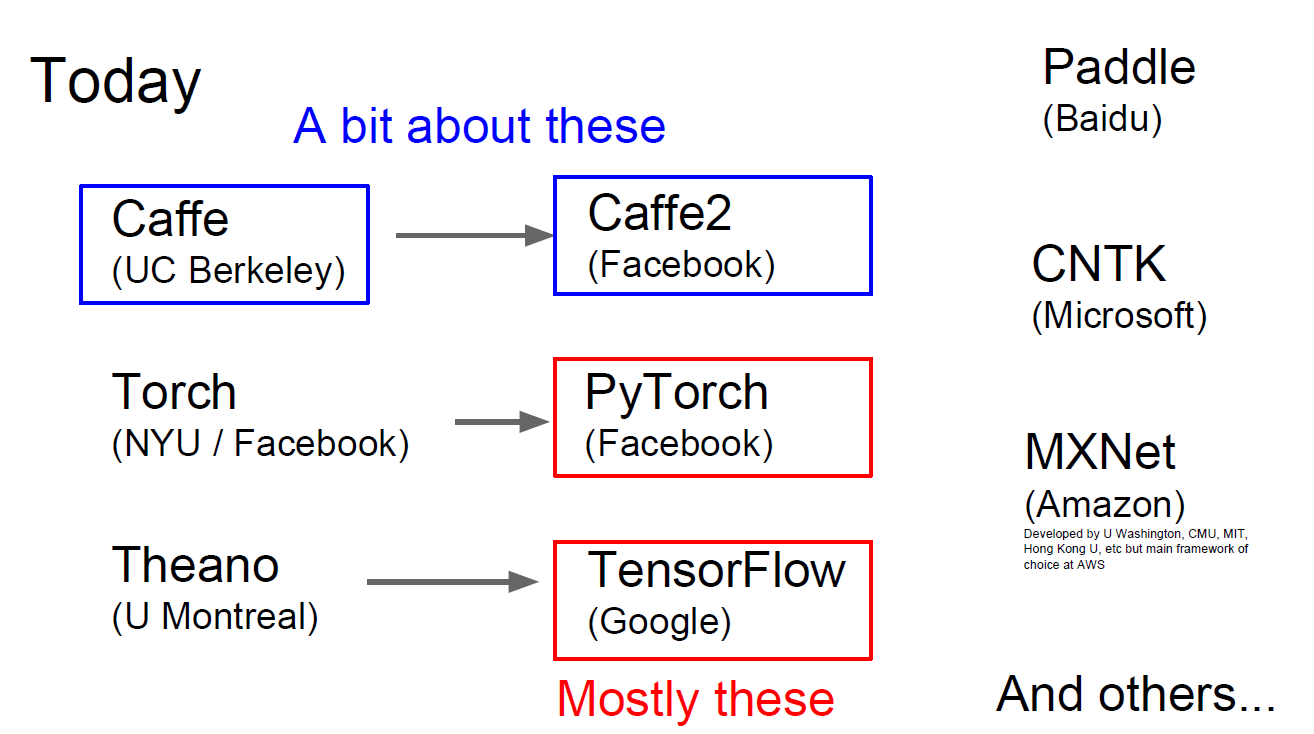 Today
A bit about these
Caffe
(UC Berkeley)
Caffe2
(Facebook)
Torch
(NYU / Facebook)
PyTorch
(Facebook)
Theano
(U Montreal)
TensorFlow
(Google)
Mostly these
Paddle
(Baidu)
CNTK
(Microsoft)
MXNet
(Amazon)
Developed by U Washington, CMU, MIT,
Hong Kong U, etc but main framework of
choice at AWS
And others...